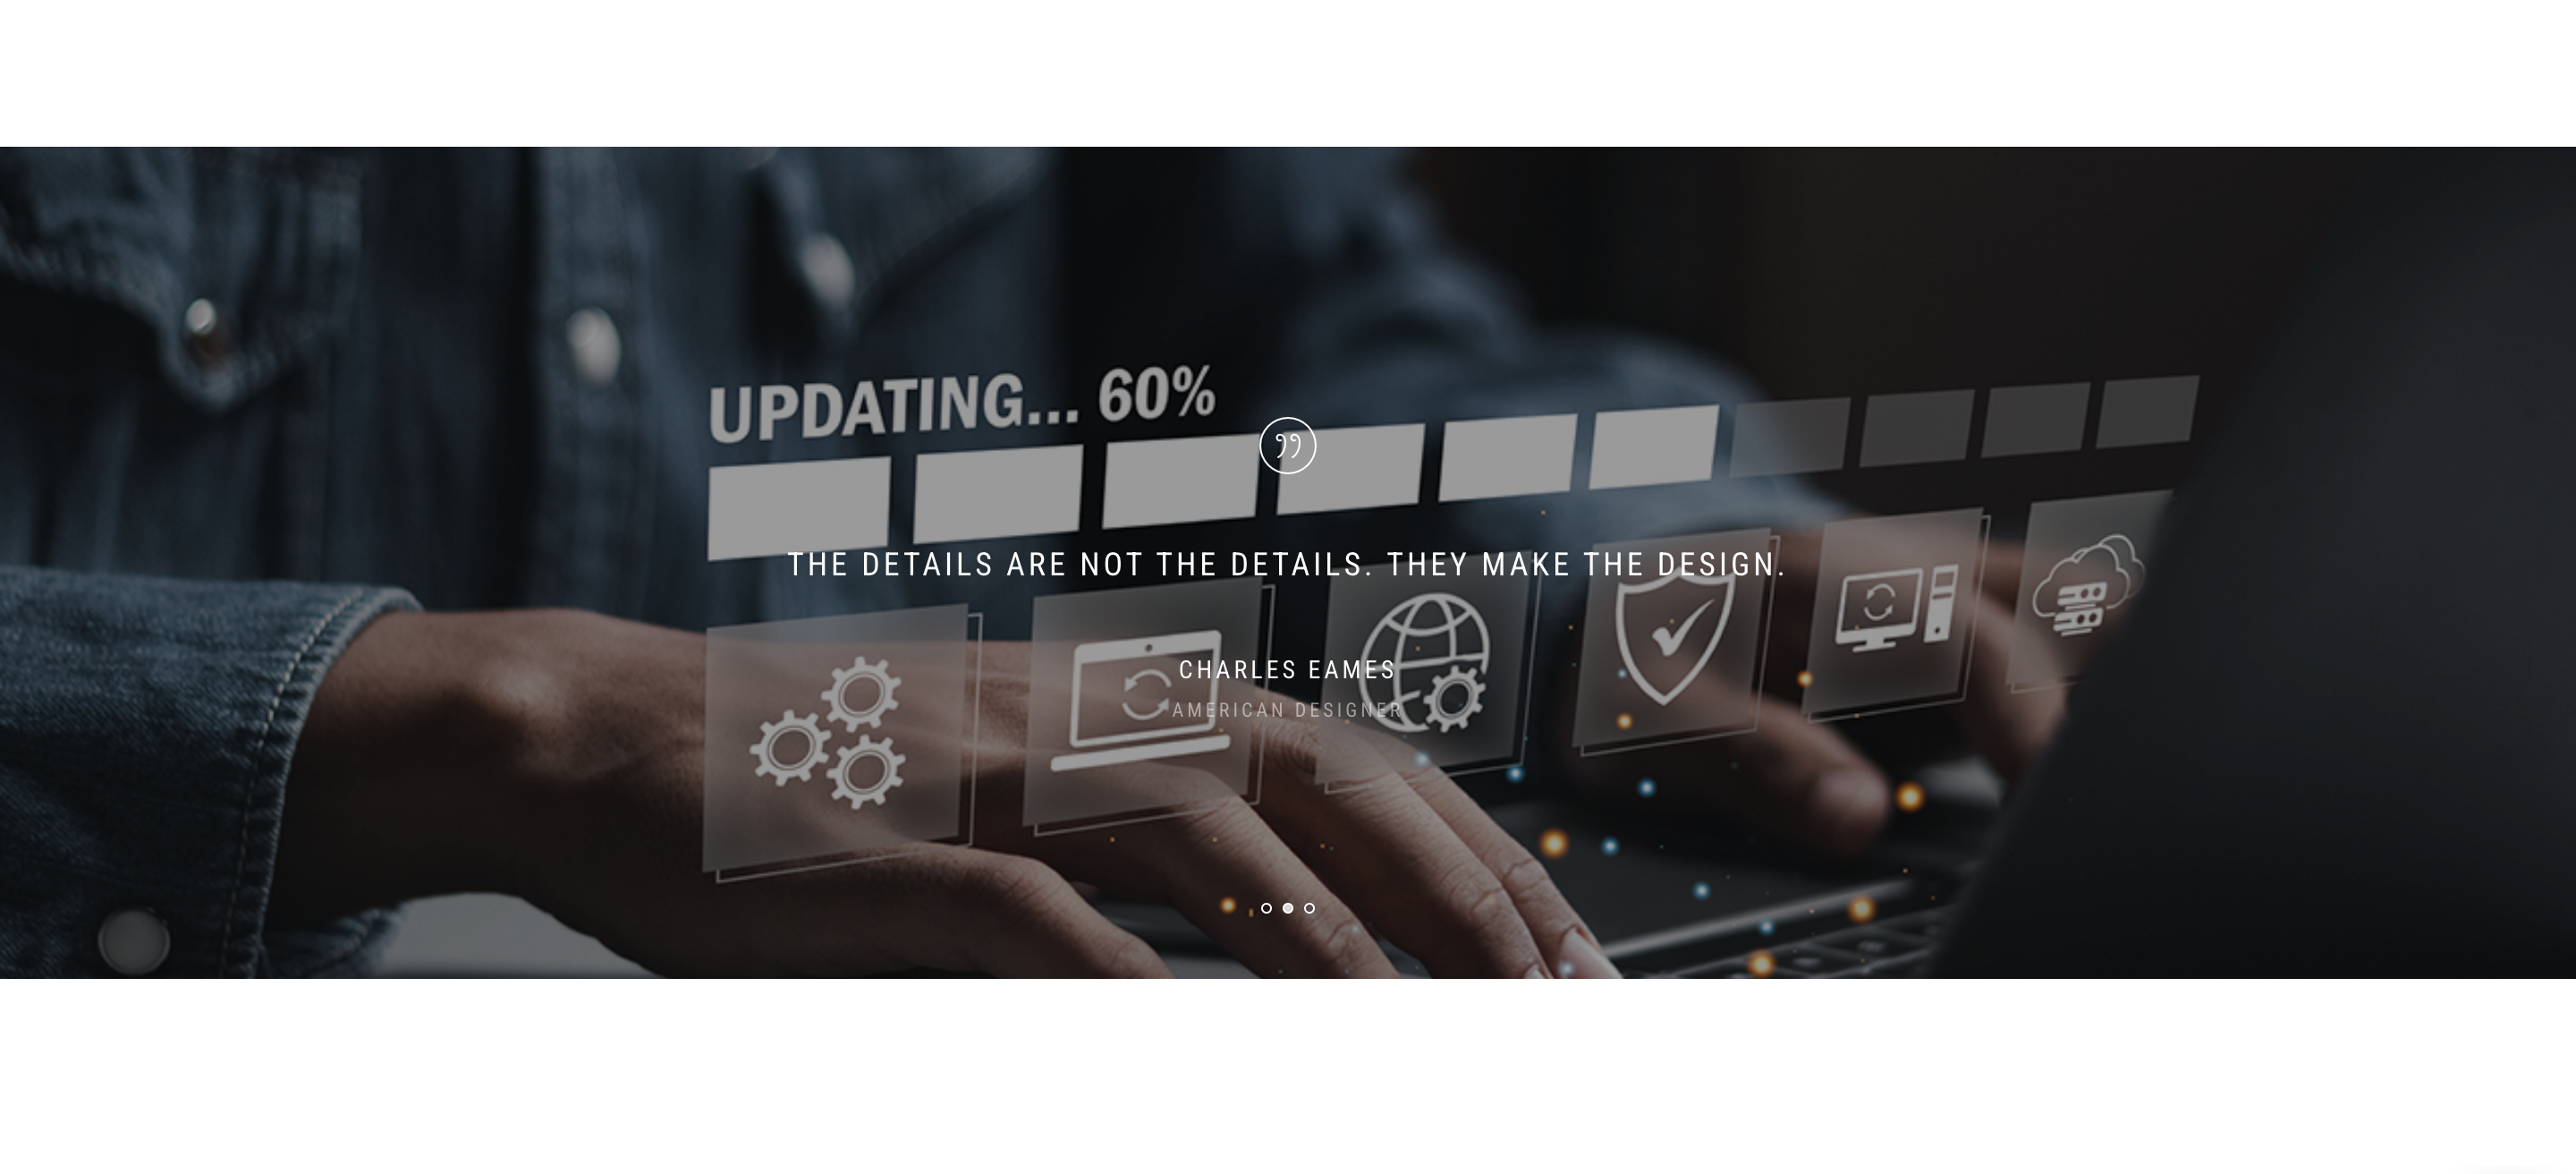 UPDATING... 60%
THE DETAILS ARE NOT THE DETAILS. THEY MAKE THE DESIGN.
CHARLES EAMES
AMERICAN DESIGNER